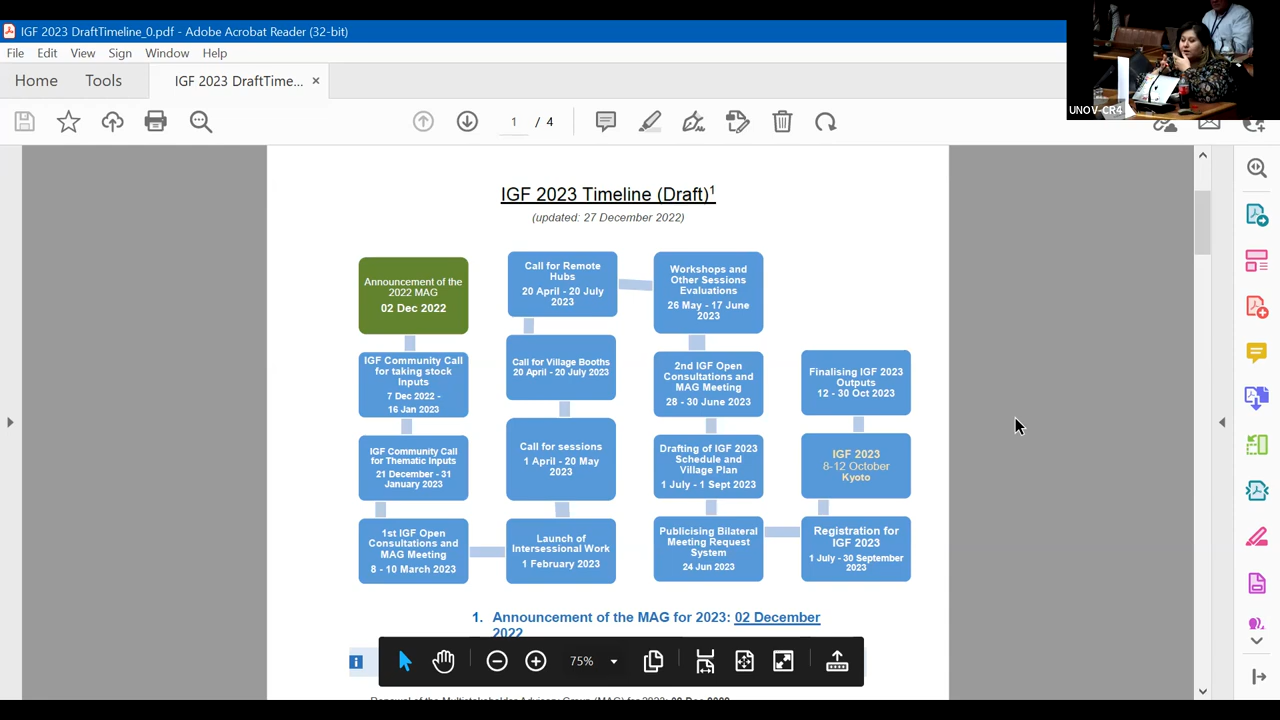 IGF 2023 DraftTimeline_0.pdf - Adobe Acrobat Reader (32-bit)
File Edit View Sign Window Help
Home Tools IGF 2023 DraftTime... ×
1 / 4
UNOV-CR4
IGF 2023 Timeline (Draft)1
(updated: 27 December 2022)
Announcement of the
2022 MAG
02 Dec 2022
IGF Community Call
for taking stock
Inputs
7 Dec 2022 -
16 Jan 2023
IGF Community Call
for Thematic Inputs
21 December - 31
January 2023
1st IGF Open
Consultations and
MAG Meeting
8 - 10 March 2023
Call for Remote
Hubs
20 April - 20 July
2023
Call for Village Booths
20 April - 20 July 2023
Call for sessions
1 April - 20 May
2023
Launch of
Intersessional Work
1 February 2023
Workshops and
Other Sessions
Evaluations
26 May - 17 June
2023
2nd IGF Open
Consultations and
MAG Meeting
28 - 30 June 2023
Drafting of IGF 2023
Schedule and
Village Plan
1 July - 1 Sept 2023
Publicising Bilateral
Meeting Request
System
24 Jun 2023
Finalising IGF 2023
Outputs
12 - 30 Oct 2023
IGF 2023
8-12 October
Kyoto
Registration for
IGF 2023
1 July - 30 September
2023
1. Announcement of the MAG for 2023: 02 December
2022
75%